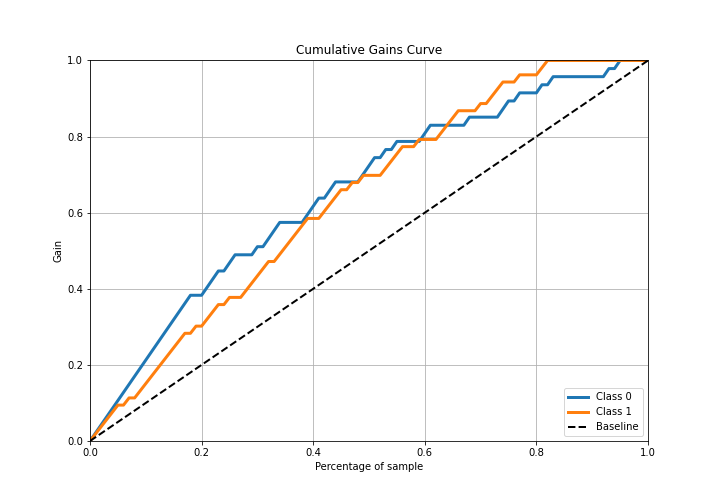 Cumulative Gains Curve
1.0
0.8
0.6
0.4
0.2
0.0
Gain
0.0 0.2 0.4 0.6 0.8 1.0
Percentage of sample
Class 0
Class 1
Baseline